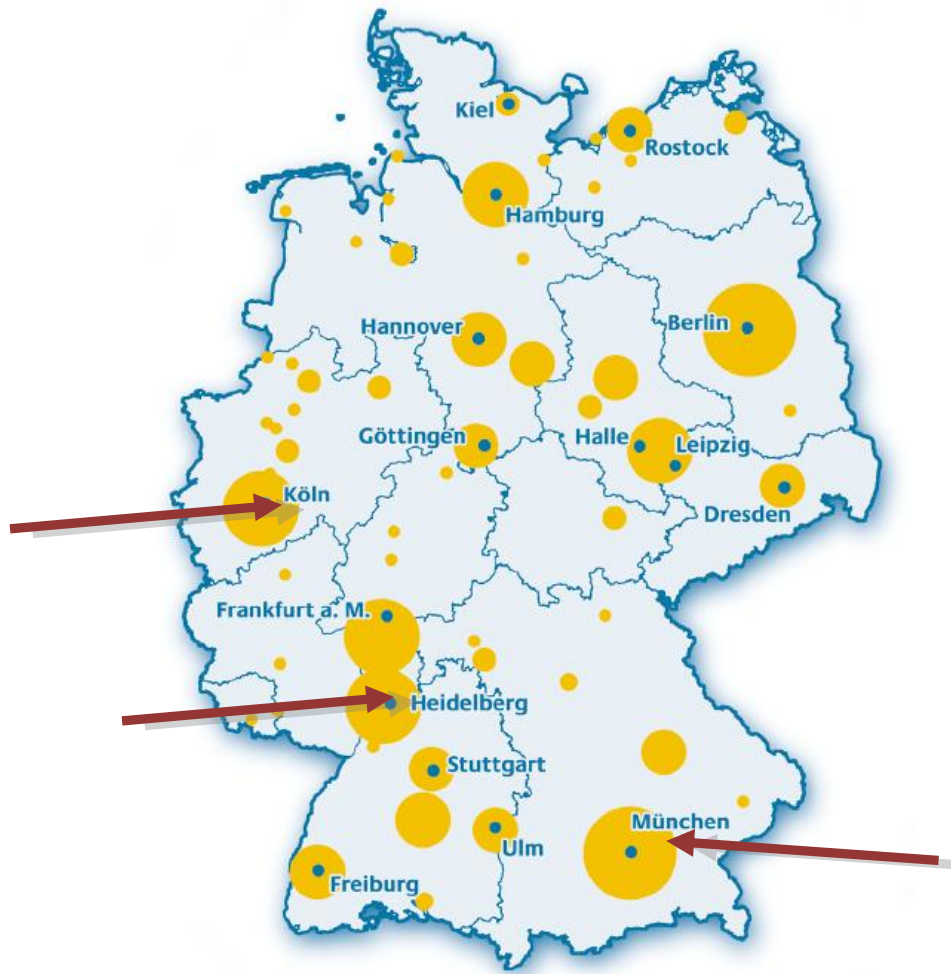 Kiel
Rostock
Hamburg
Berlin
Hannover
Göttingen
Halle
Leipzig
Köln
Dresden
Frankfurt a. M.
Heidelberg
Stuttgart
München
Ulm
Freiburg